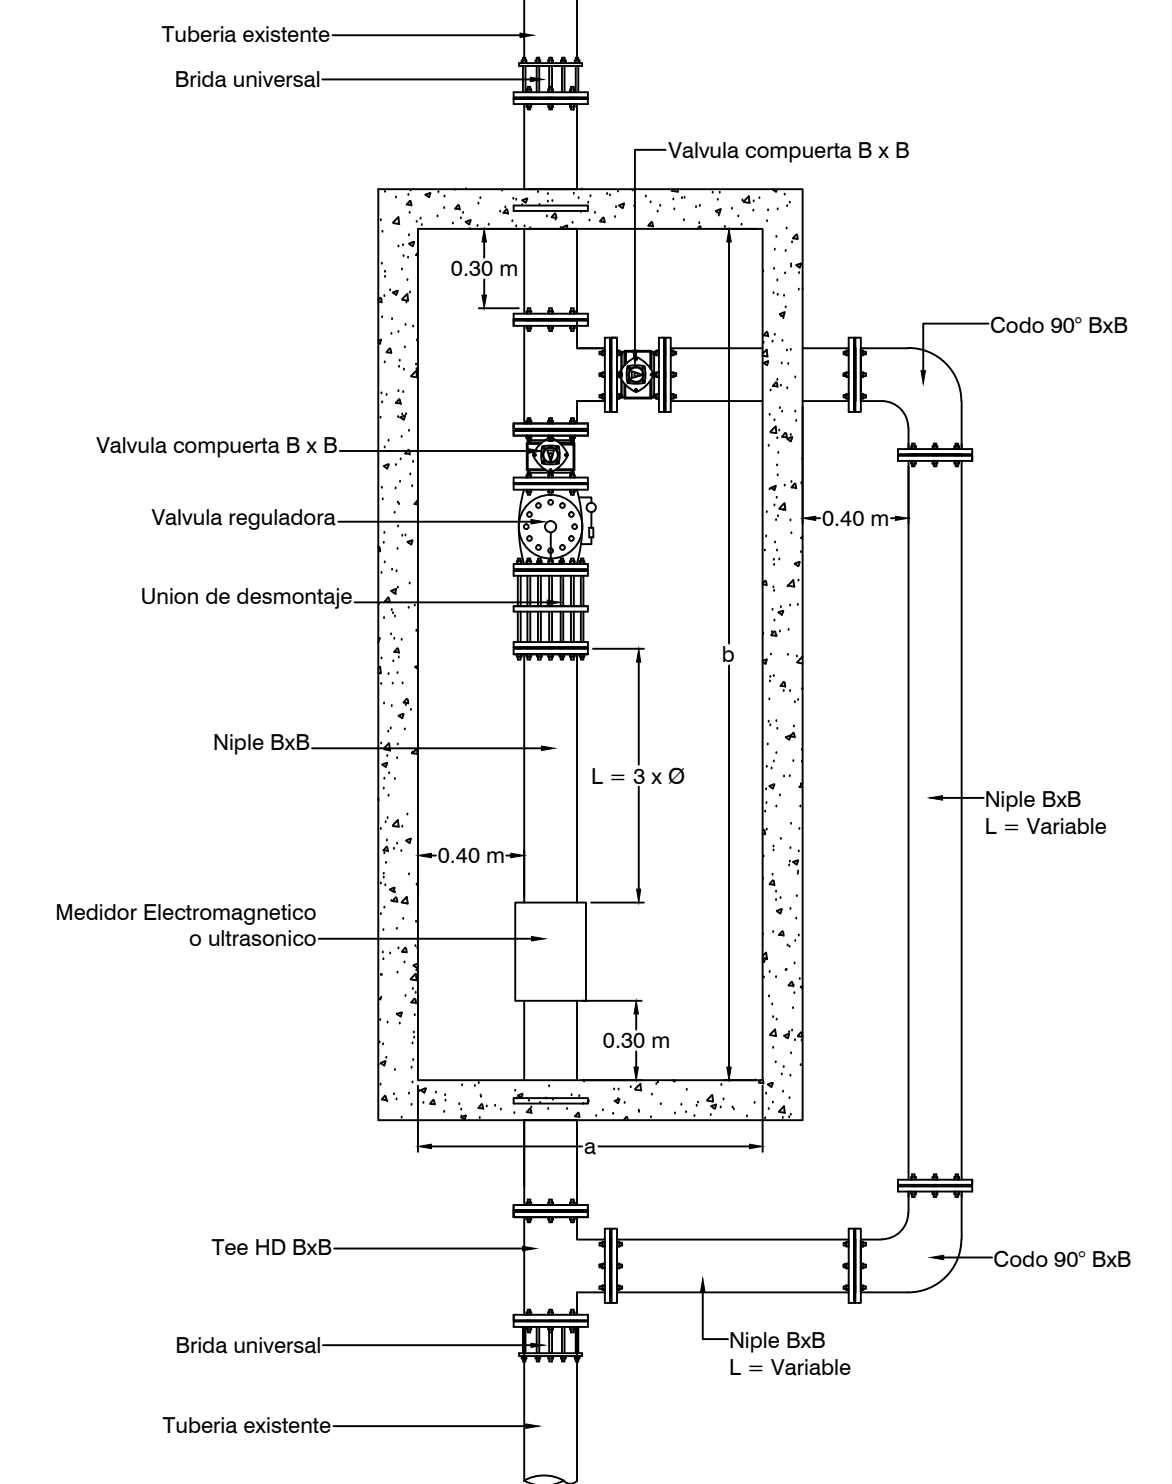 Tuberia existente
Brida universal
Valvula compuerta B x B
0.30 m
Codo 90° BxB
Valvula compuerta B x B
Valvula reguladora
0.40 m
Union de desmontaje
b
Niple BxB
L = 3 x Ø
Niple BxB
L = Variable
0.40 m
Medidor Electromagnetico
o ultrasonico
0.30 m
a
Tee HD BxB
Codo 90° BxB
Brida universal
Niple BxB
L = Variable
Tuberia existente